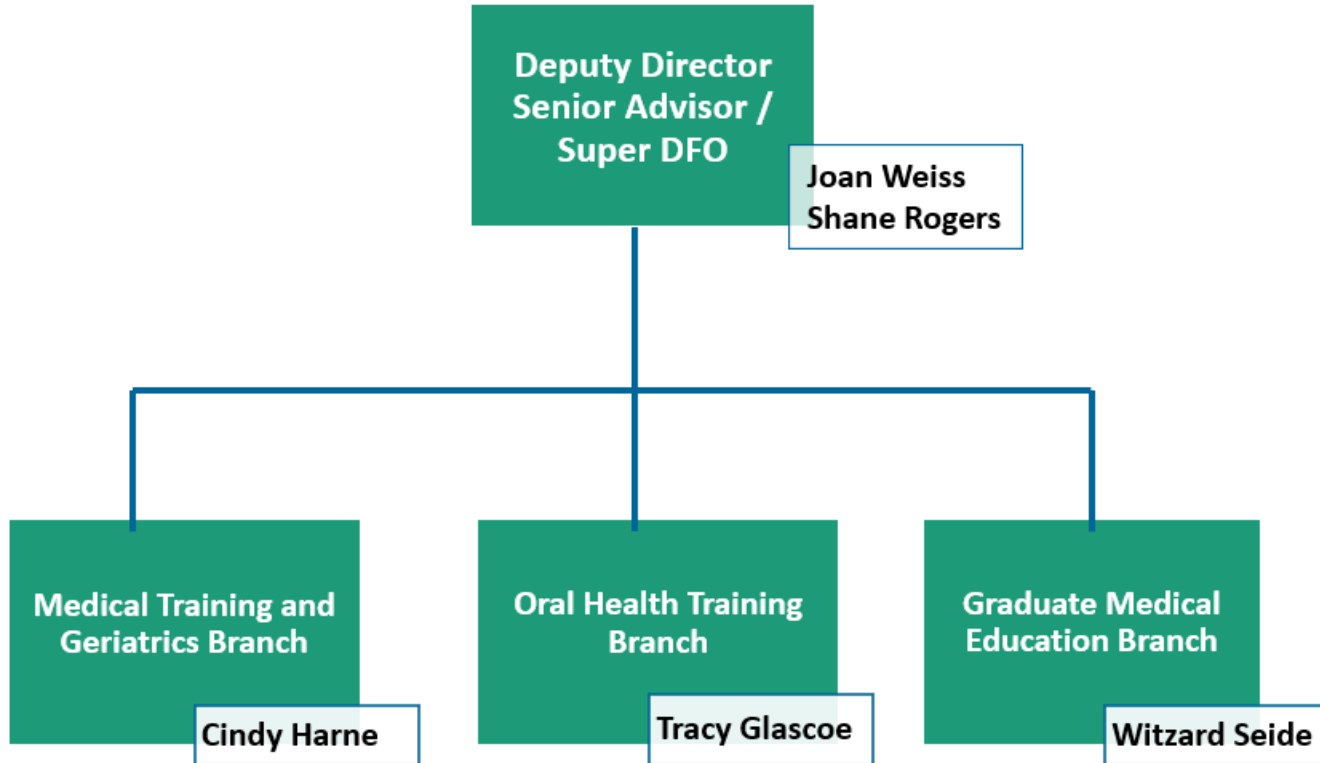 Deputy Director
Senior Advisor /
Super DFO
Joan Weiss
Shane Rogers
Medical Training and
Geriatrics Branch
Cindy Harne
Oral Health Training
Branch
Tracy Glascoe
Graduate Medical
Education Branch
Witzard Seide